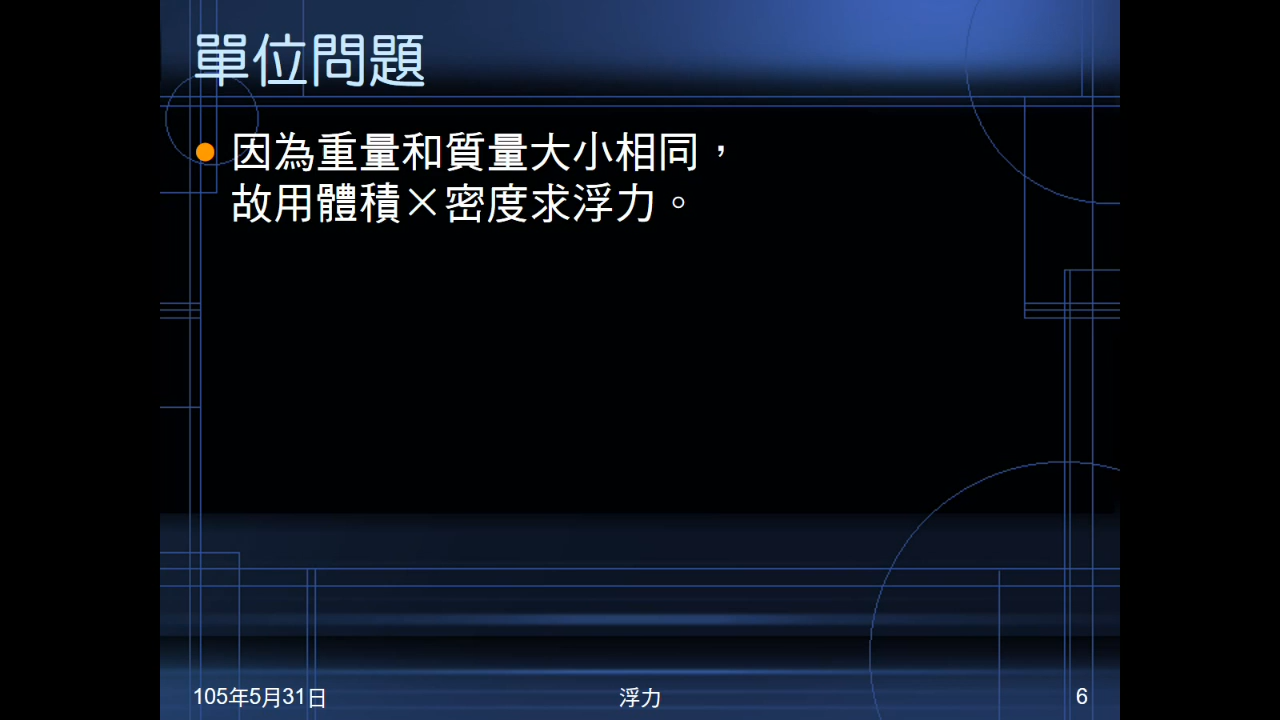 單位問題
因為重量和質量大小相同，
故用體積×密度求浮力。
105年5月31日
浮力
6